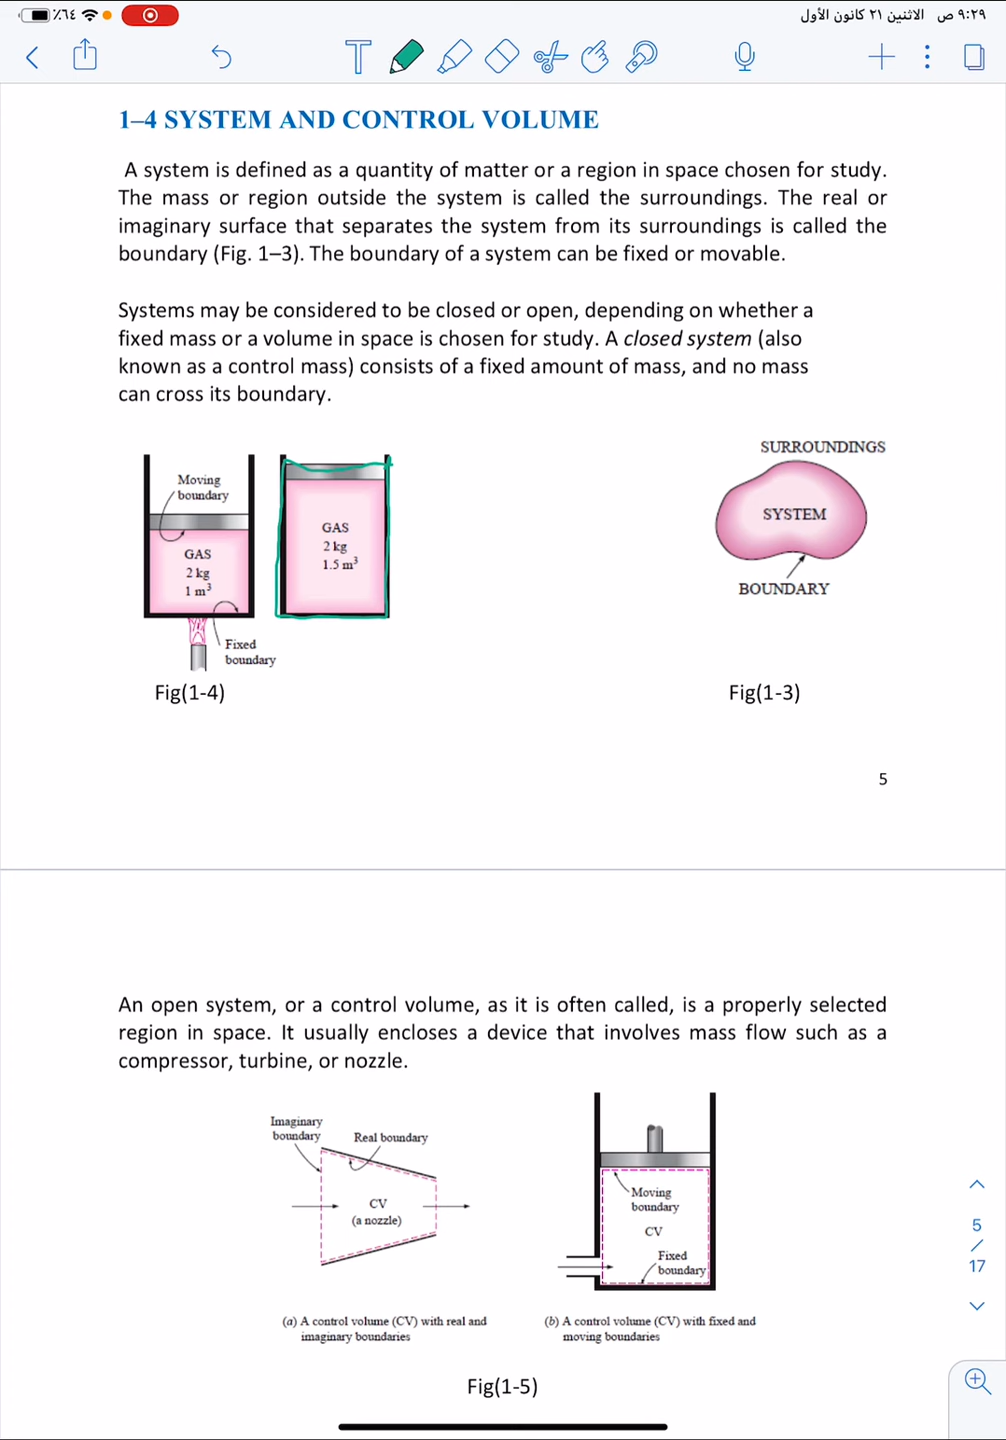 ٪٦٤
٩:٢٩ ص الاثنين ٢١ كانون الأول
1–4 SYSTEM AND CONTROL VOLUME
A system is defined as a quantity of matter or a region in space chosen for study.
The mass or region outside the system is called the surroundings. The real or
imaginary surface that separates the system from its surroundings is called the
boundary (Fig. 1–3). The boundary of a system can be fixed or movable.
Systems may be considered to be closed or open, depending on whether a
fixed mass or a volume in space is chosen for study. A closed system (also
known as a control mass) consists of a fixed amount of mass, and no mass
can cross its boundary.
Moving
boundary
GAS
2 kg
1 m³
Fixed
boundary
Fig(1-4)
GAS
2 kg
1.5 m³
SURROUNDINGS
SYSTEM
BOUNDARY
Fig(1-3)
5
An open system, or a control volume, as it is often called, is a properly selected
region in space. It usually encloses a device that involves mass flow such as a
compressor, turbine, or nozzle.
Imaginary
boundary
Real boundary
CV
(a nozzle)
(a) A control volume (CV) with real and
imaginary boundaries
Moving
boundary
CV
Fixed
boundary
(b) A control volume (CV) with fixed and
moving boundaries
Fig(1-5)
5
/
17